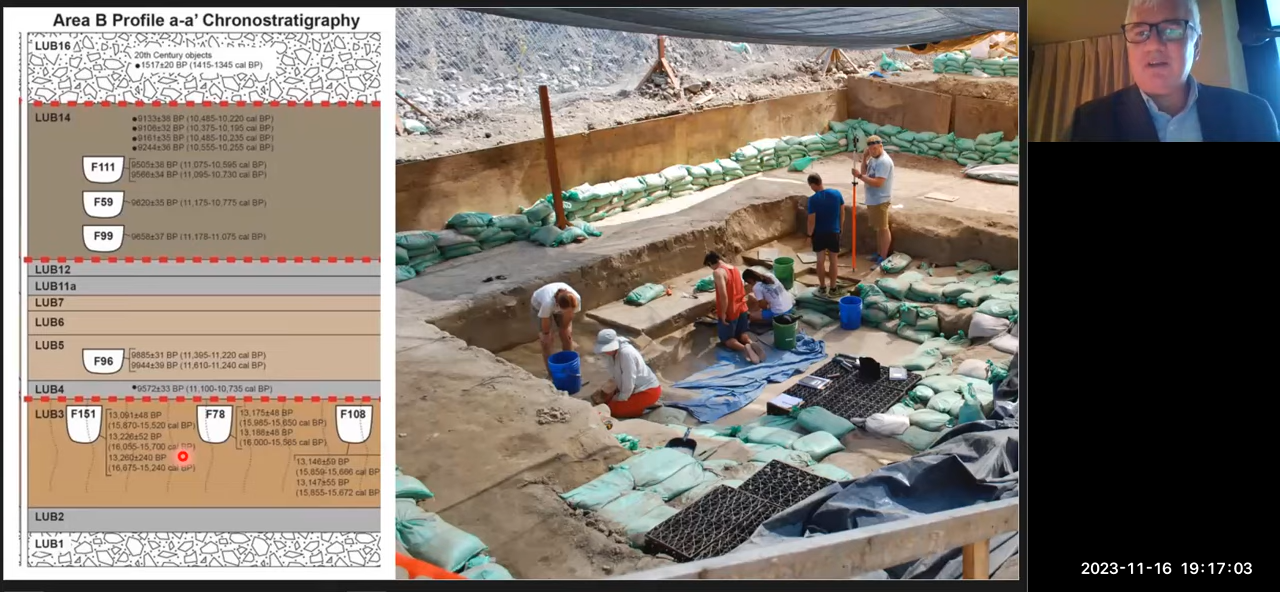 Area B Profile a-a' Chronostratigraphy
LUB16
20th Century objects
●1517±20 BP (1415-1345 cal BP)
LUB14
●9133±38 BP (10,485-10,220 cal BP)
●9106±32 BP (10,375-10,195 cal BP)
●9161±35 BP (10,485-10,235 cal BP)
●9244±36 BP (10,555-10,255 cal BP)
F111
9505±36 BP (11,075-10,595 cal BP)
9566±34 BP (11,095-10,730 cal BP)
F59
9620±35 BP (11,175-10,775 cal BP)
F99
9658±37 BP (11,178-11,075 cal BP)
LUB12
LUB11a
LUB7
LUB6
LUB5
F96
9885±31 BP (11,395-11,220 cal BP)
9944±39 BP (11,610-11,240 cal BP)
LUB4
●9572±33 BP (11,100-10,735 cal BP)
LUB3
F151
13,091±48 BP
(15,870-15,520 cal BP)
13,226±52 BP
(16,055-15,700 cal BP)
13,260±240 BP
(16,675-15,240 cal BP)
F78
13,175±48 BP
(15,985-15,650 cal BP)
13,188±48 BP
(16,000-15,565 cal BP)
F108
13,146±59 BP
(15,859-15,666 cal BP
13,147±55 BP
(15,855-15,672 cal BP
LUB2
LUB1
2023-11-16 19:17:03